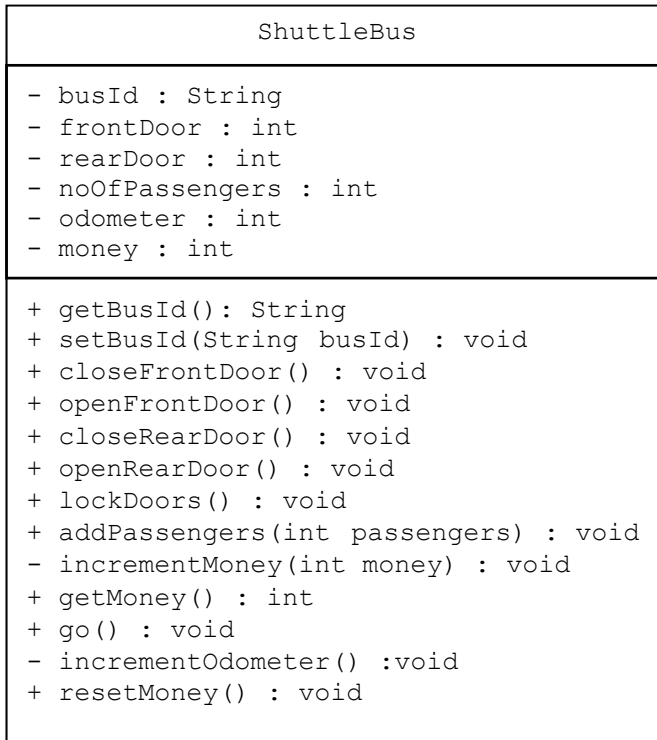 ShuttleBus
- busId : String
- frontDoor : int
- rearDoor : int
- noOfPassengers : int
- odometer : int
- money : int
+ getBusId(): String
+ setBusId(String busId) : void
+ closeFrontDoor() : void
+ openFrontDoor() : void
+ closeRearDoor() : void
+ openRearDoor() : void
+ lockDoors() : void
+ addPassengers(int passengers) : void
- incrementMoney(int money) : void
+ getMoney() : int
+ go() : void
- incrementOdometer() :void
+ resetMoney() : void